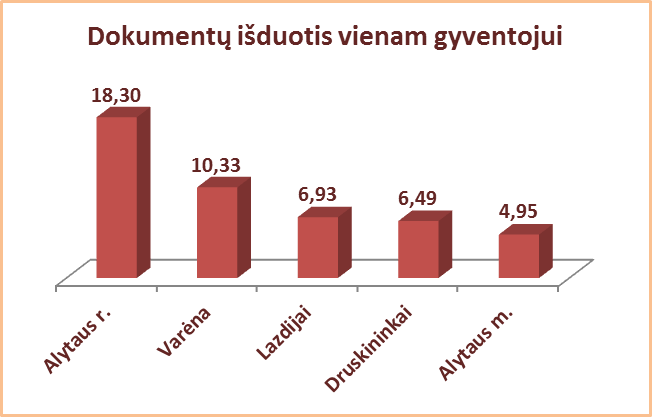 Dokumentų išduotis vienam gyventojui
18,30
10,33
6,93
6,49
4,95
Alytaus r.
Varėna
Lazdijai
Druskininkai
Alytaus m.